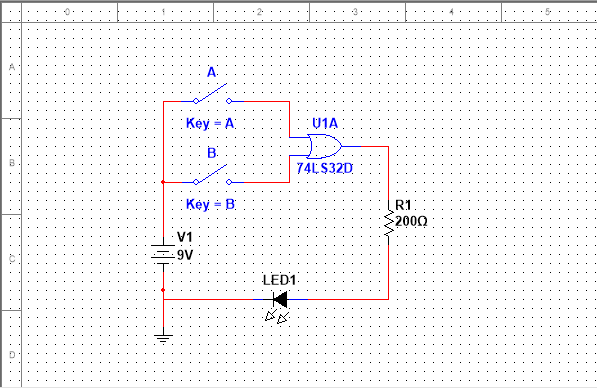 0 1 2 3 4 5
A
A
Key = A
U1A
B
B
74LS32D
Key = B
R1
200Ω
V1
9V
C
LED1
D